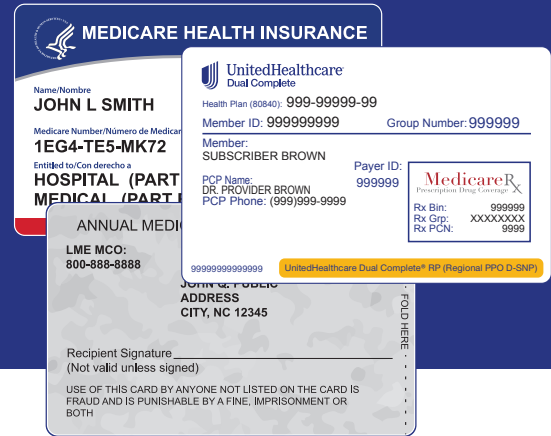 MEDICARE HEALTH INSURANCE
Name/Nombre
JOHN L SMITH
Medicare Number/Número de Medicar
1EG4-TE5-MK72
Entitled to/Con derecho a
HOSPITAL (PART
MEDICAL (PART
UnitedHealthcare®
Dual Complete
Health Plan (80840): 999-99999-99
Member ID: 999999999 Group Number: 999999
Member:
SUBSCRIBER BROWN
Payer ID:
999999
PCP Name:
DR. PROVIDER BROWN
PCP Phone: (999)999-9999
MedicareRx
Prescription Drug Coverage
Rx Bin: 999999
Rx Grp: XXXXXXXX
Rx PCN: 9999
99999999999999 UnitedHealthcare Dual Complete® RP (Regional PPO D-SNP)
ANNUAL MEDI
LME MCO:
800-888-8888
JOHN Q. PUBLIC
ADDRESS
CITY, NC 12345
FOLD HERE
Recipient Signature
(Not valid unless signed)
USE OF THIS CARD BY ANYONE NOT LISTED ON THE CARD IS
FRAUD AND IS PUNISHABLE BY A FINE, IMPRISONMENT OR
BOTH